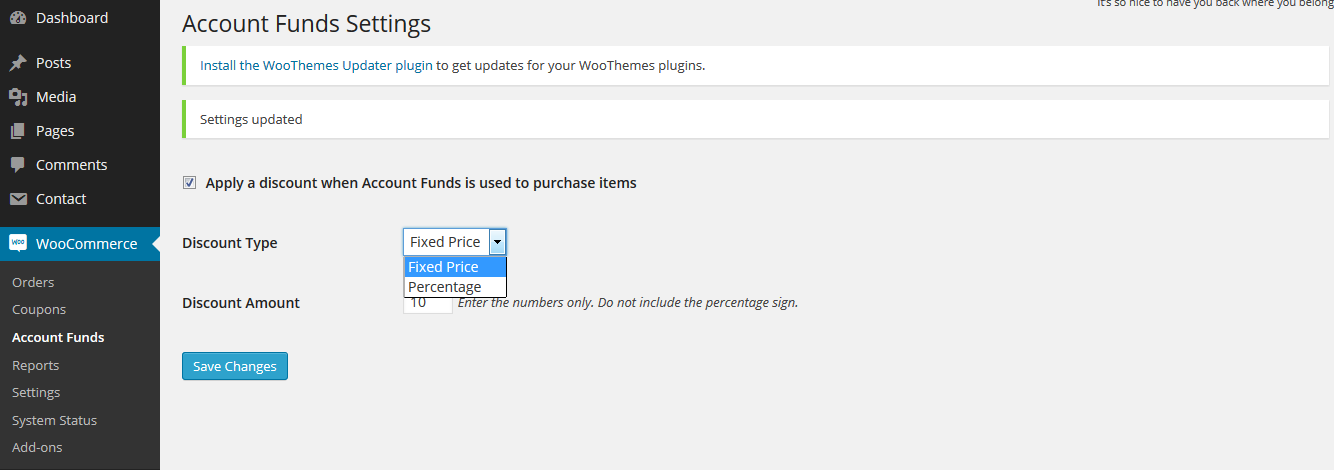 It's so nice to have you back where you belong
Dashboard
Posts
Media
Pages
Comments
Contact
WOO
WooCommerce
Orders
Coupons
Account Funds
Reports
Settings
System Status
Add-ons
Account Funds Settings
Install the WooThemes Updater plugin to get updates for your WooThemes plugins.
Settings updated
Apply a discount when Account Funds is used to purchase items
Discount Type
Fixed Price
Fixed Price
Percentage
Discount Amount
10
Enter the numbers only. Do not include the percentage sign.
Save Changes